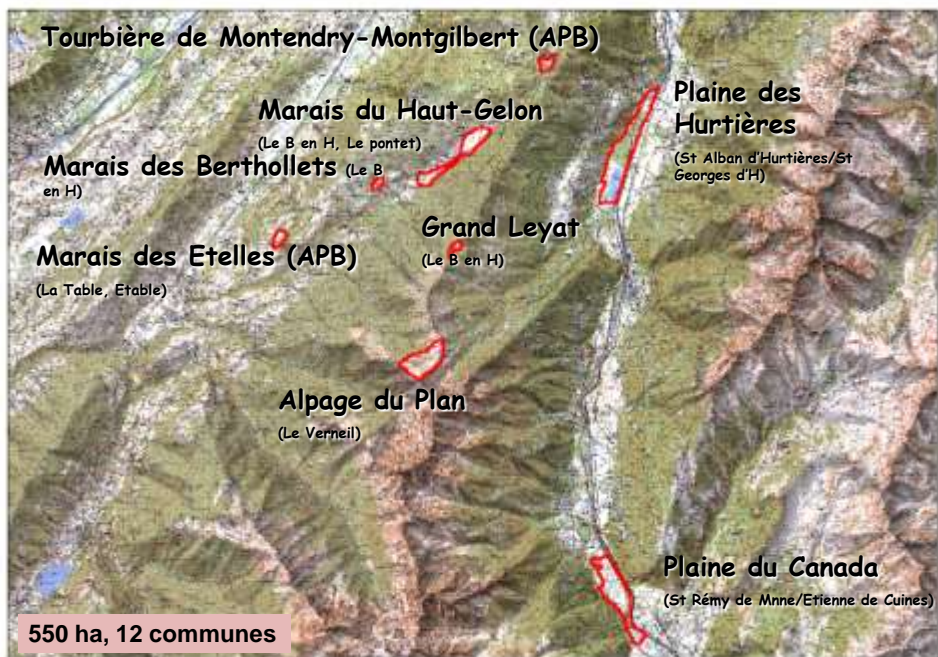 Tourbière de Montendry-Montgilbert (APB)
Marais du Haut-Gelon
(Le B en H, Le pontet)
Plaine des
Hurtières
(St Alban d’Hurtières/St
Georges d’H)
Marais des Berthollets (Le B
en H)
Grand Leyat
(Le B en H)
Marais des Etelles (APB)
(La Table, Etable)
Alpage du Plan
(Le Verneil)
Plaine du Canada
(St Rémy de Mnne/Etienne de Cuines)
550 ha, 12 communes